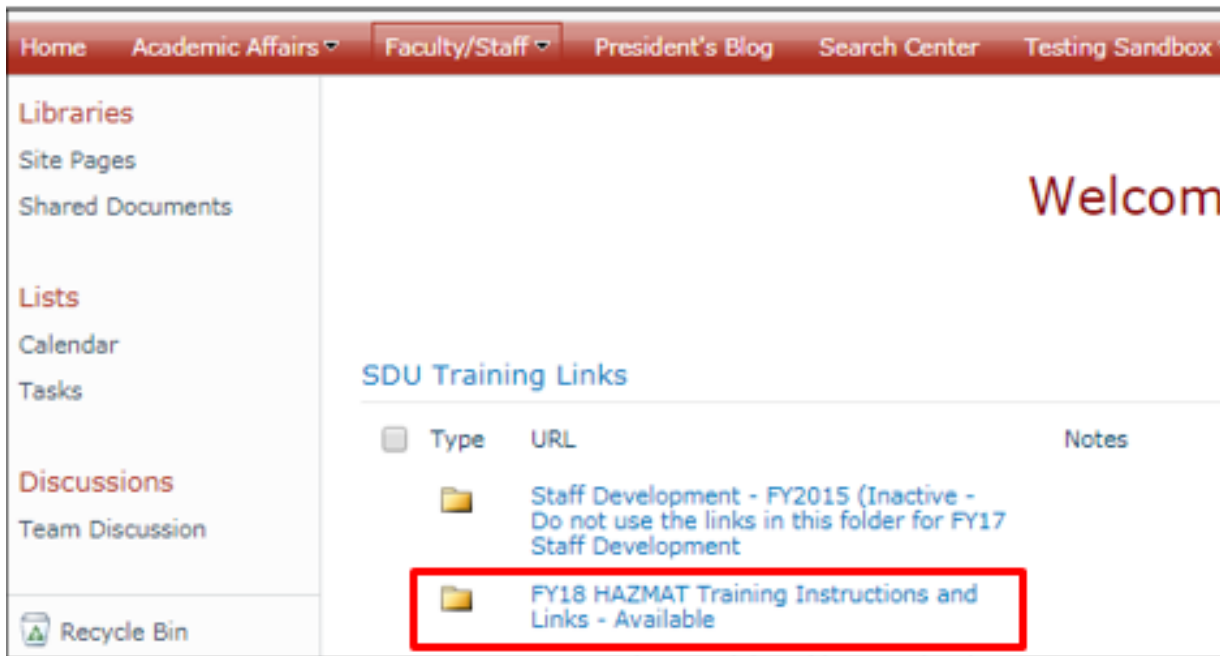 Home Academic Affairs Faculty/Staff President's Blog Search Center Testing Sandbox
Libraries
Site Pages
Shared Documents
Lists
Calendar
Tasks
Discussions
Team Discussion
Recycle Bin
SDU Training Links
Type URL Notes
Staff Development - FY2015 (Inactive -
Do not use the links in this folder for FY17
Staff Development
FY18 HAZMAT Training Instructions and
Links - Available